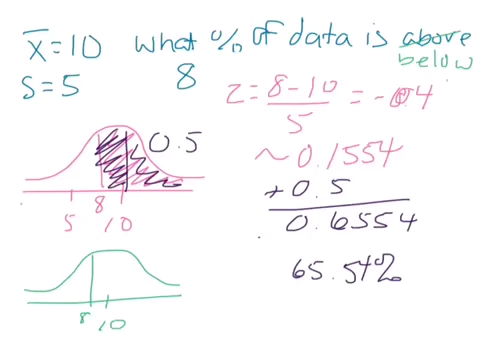 x̄ = 10 What % of data is above
below
S = 5 8
z = 8 - 10 / 5 = - 0.4
0.5
~ 0.1554
+ 0.5
0.6554
8
5 10
65.54%
8 10